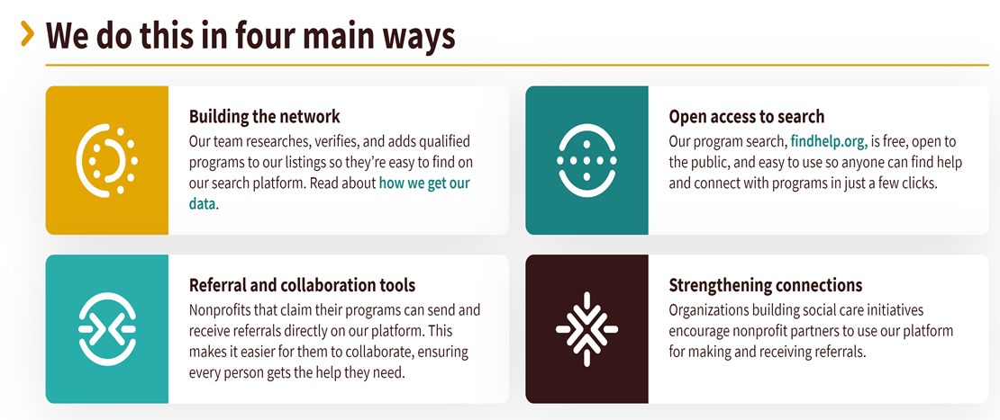 We do this in four main ways
Building the network
Our team researches, verifies, and adds qualified
programs to our listings so they’re easy to find on
our search platform. Read about how we get our
data.
Open access to search
Our program search, findhelp.org, is free, open to
the public, and easy to use so anyone can find help
and connect with programs in just a few clicks.
Referral and collaboration tools
Nonprofits that claim their programs can send and
receive referrals directly on our platform. This
makes it easier for them to collaborate, ensuring
every person gets the help they need.
Strengthening connections
Organizations building social care initiatives
encourage nonprofit partners to use our platform
for making and receiving referrals.